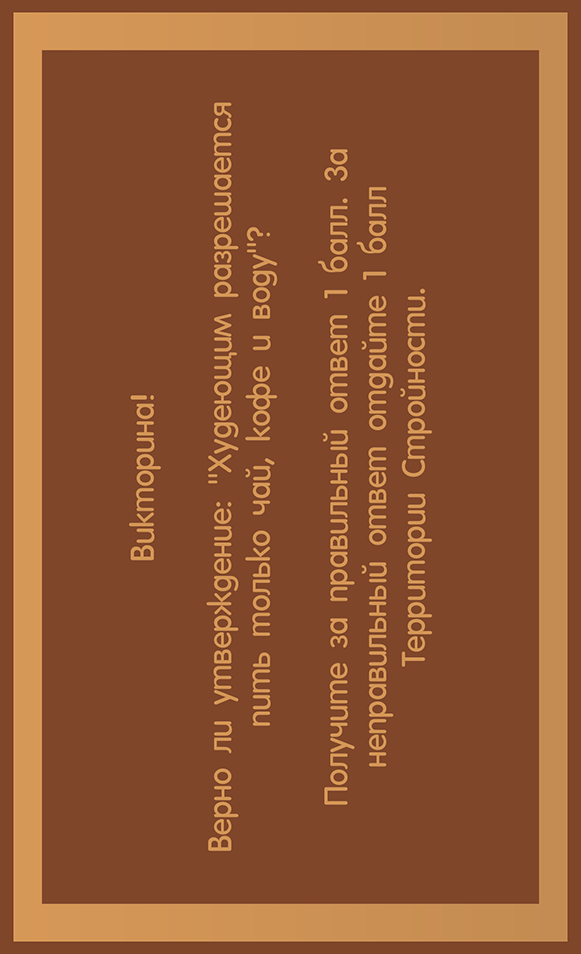 Викторина!
Верно ли утверждение: "Худеющим разрешается
пить только чай, кофе и воду"?
Получите за правильный ответ 1 балл. За
неправильный ответ отдайте 1 балл
Территории Стройности.